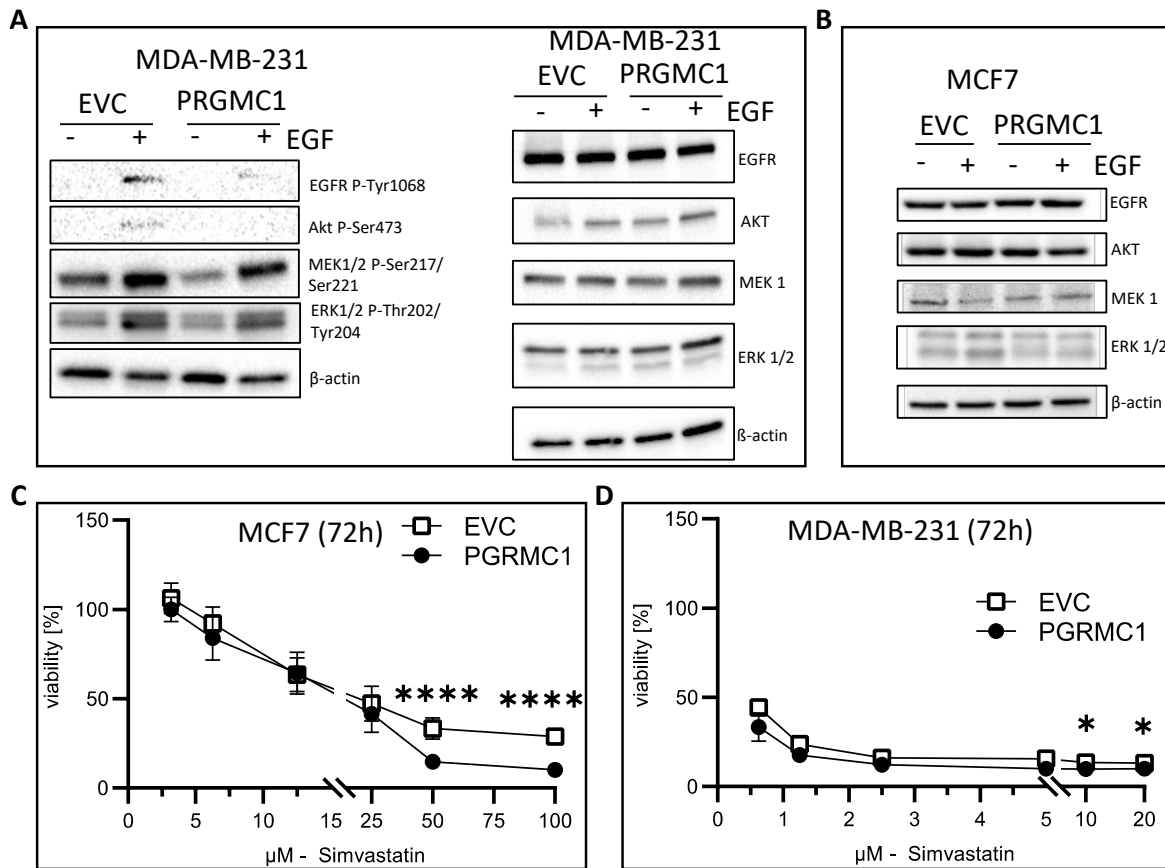 A
MDA-MB-231
EVC PRGMC1
- + - + EGF
EGFR P-Tyr1068
Akt P-Ser473
MEK1/2 P-Ser217/
Ser221
ERK1/2 P-Thr202/
Tyr204
β-actin
MDA-MB-231
EVC PRGMC1
- + - + EGF
EGFR
AKT
MEK 1
ERK 1/2
ß-actin
B
MCF7
EVC PRGMC1
- + - + EGF
EGFR
AKT
MEK 1
ERK 1/2
β-actin
C
MCF7 (72h)
EVC
PGRMC1
viability [%]
150
100
50
0
**** ****
0 5 10 15 25 50 75 100
µM - Simvastatin
D
MDA-MB-231 (72h)
EVC
PGRMC1
viability [%]
150
100
50
0
* *
0 1 2 3 4 5 10 20
µM - Simvastatin